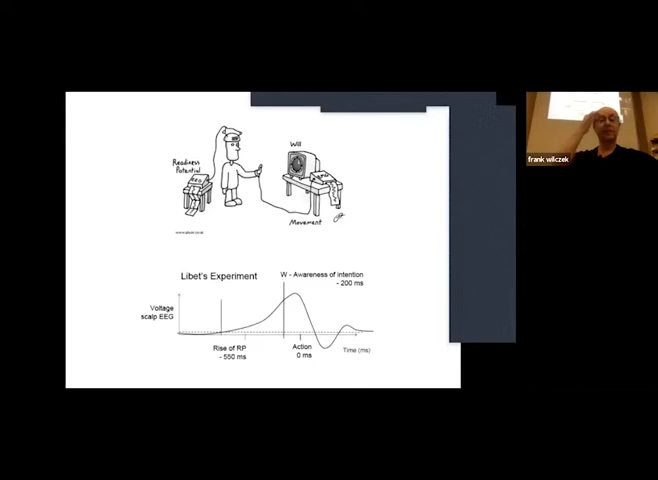 Will
Readiness
Potential
Movement
Libet's Experiment
W - Awareness of intention
- 200 ms
Voltage
scalp EEG
Rise of RP
- 550 ms
Action
0 ms
Time (ms)
frank wilczek